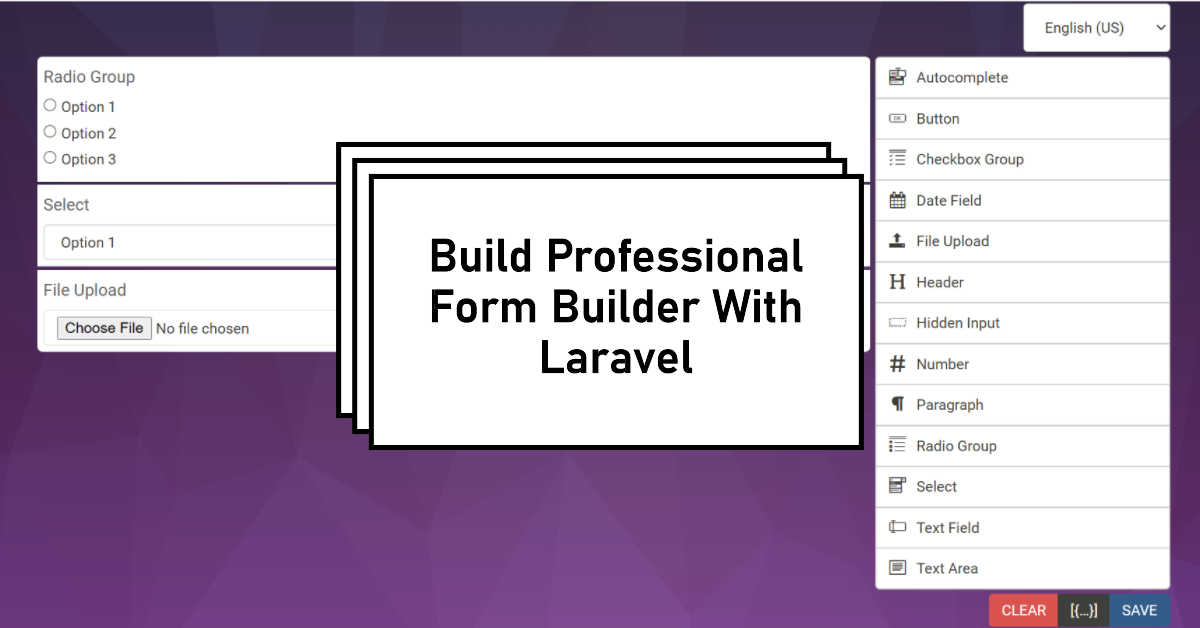 English (US)
Radio Group
Option 1
Option 2
Option 3
Select
Option 1
File Upload
Choose File No file chosen
Build Professional
Form Builder With
Laravel
Autocomplete
OK Button
Checkbox Group
Date Field
File Upload
H Header
Hidden Input
# Number
¶ Paragraph
Radio Group
Select
Text Field
Text Area
CLEAR [{...}] SAVE